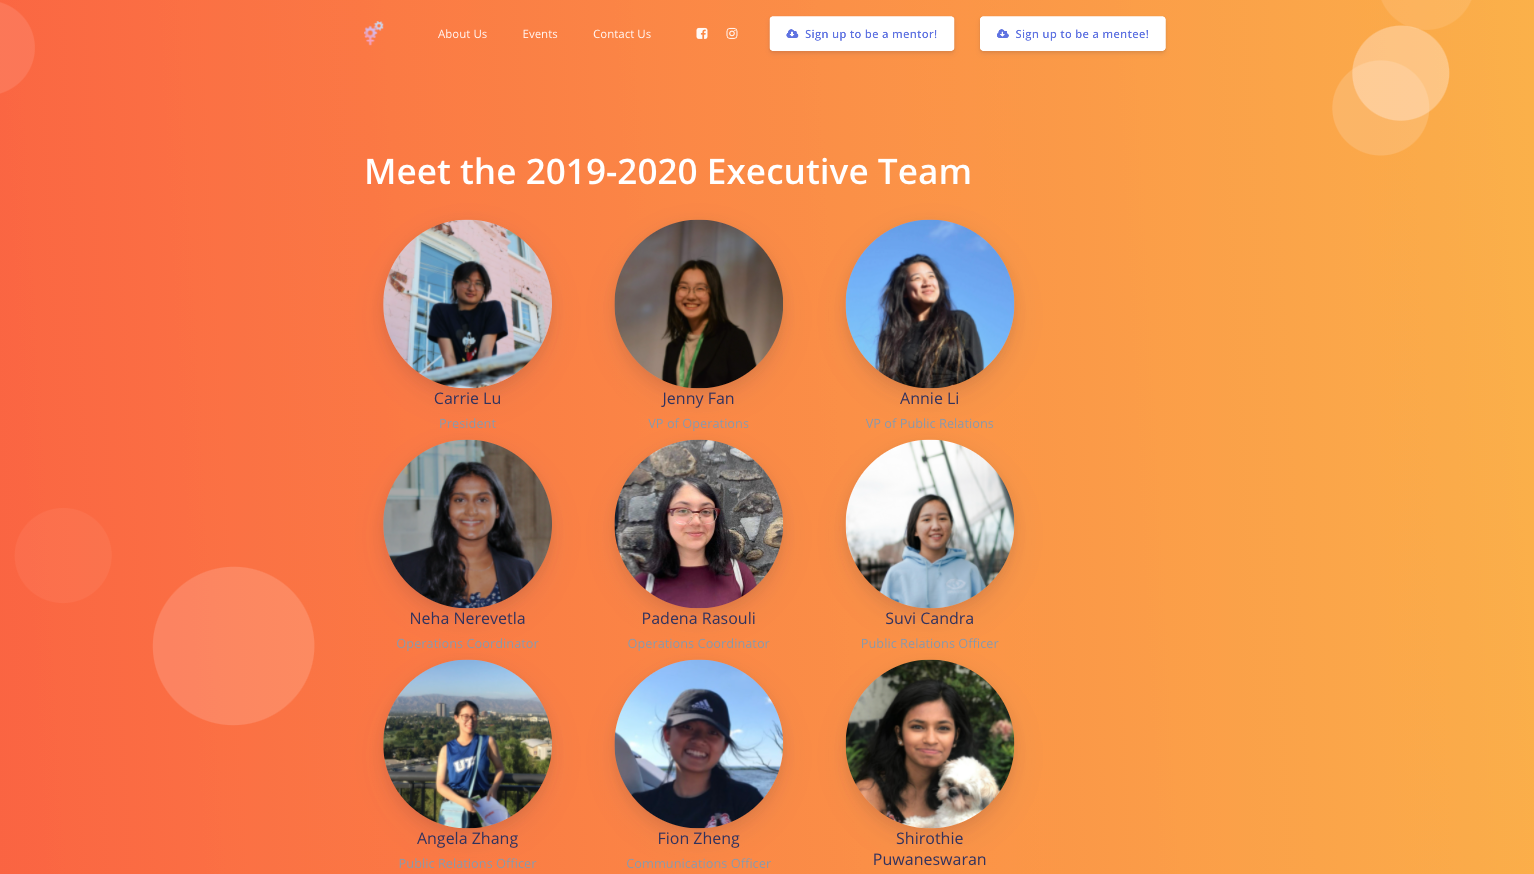 About Us Events Contact Us Sign up to be a mentor! Sign up to be a mentee!
Meet the 2019-2020 Executive Team
Carrie Lu Jenny Fan Annie Li
President VP of Operations VP of Public Relations
Neha Nerevetla Padena Rasouli Suvi Candra
Operations Coordinator Operations Coordinator Public Relations Officer
Angela Zhang Fion Zheng Shirothie
Puwaneswaran
Public Relations Officer Communications Officer